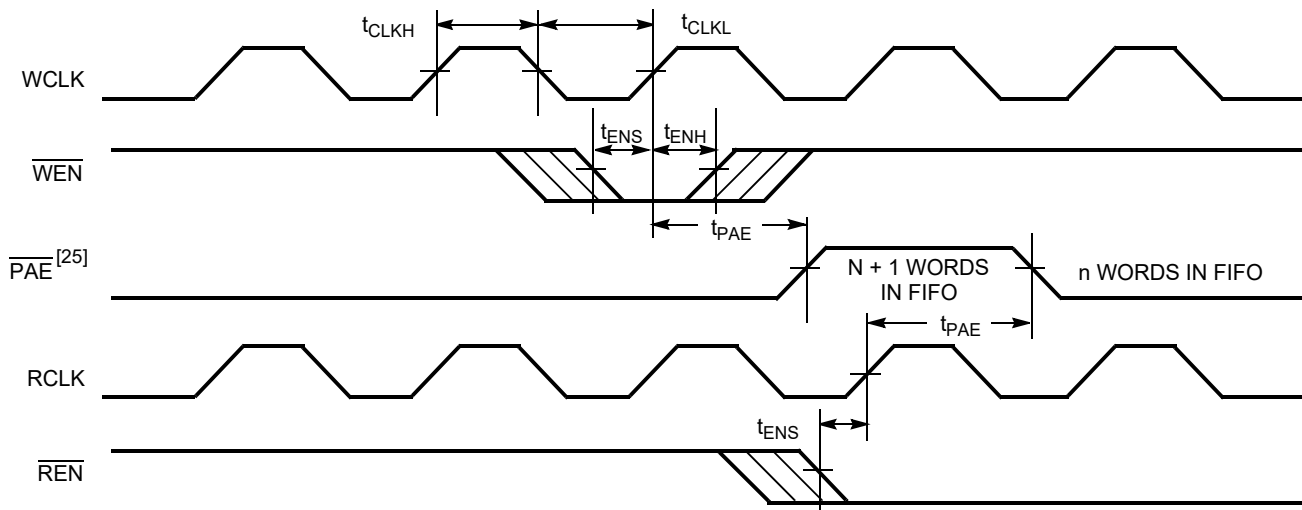 tCLKH
tCLKL
WCLK
tENS
tENH
WEN
tPAE
PAE [25]
N + 1 WORDS
IN FIFO
n WORDS IN FIFO
tPAE
RCLK
tENS
REN